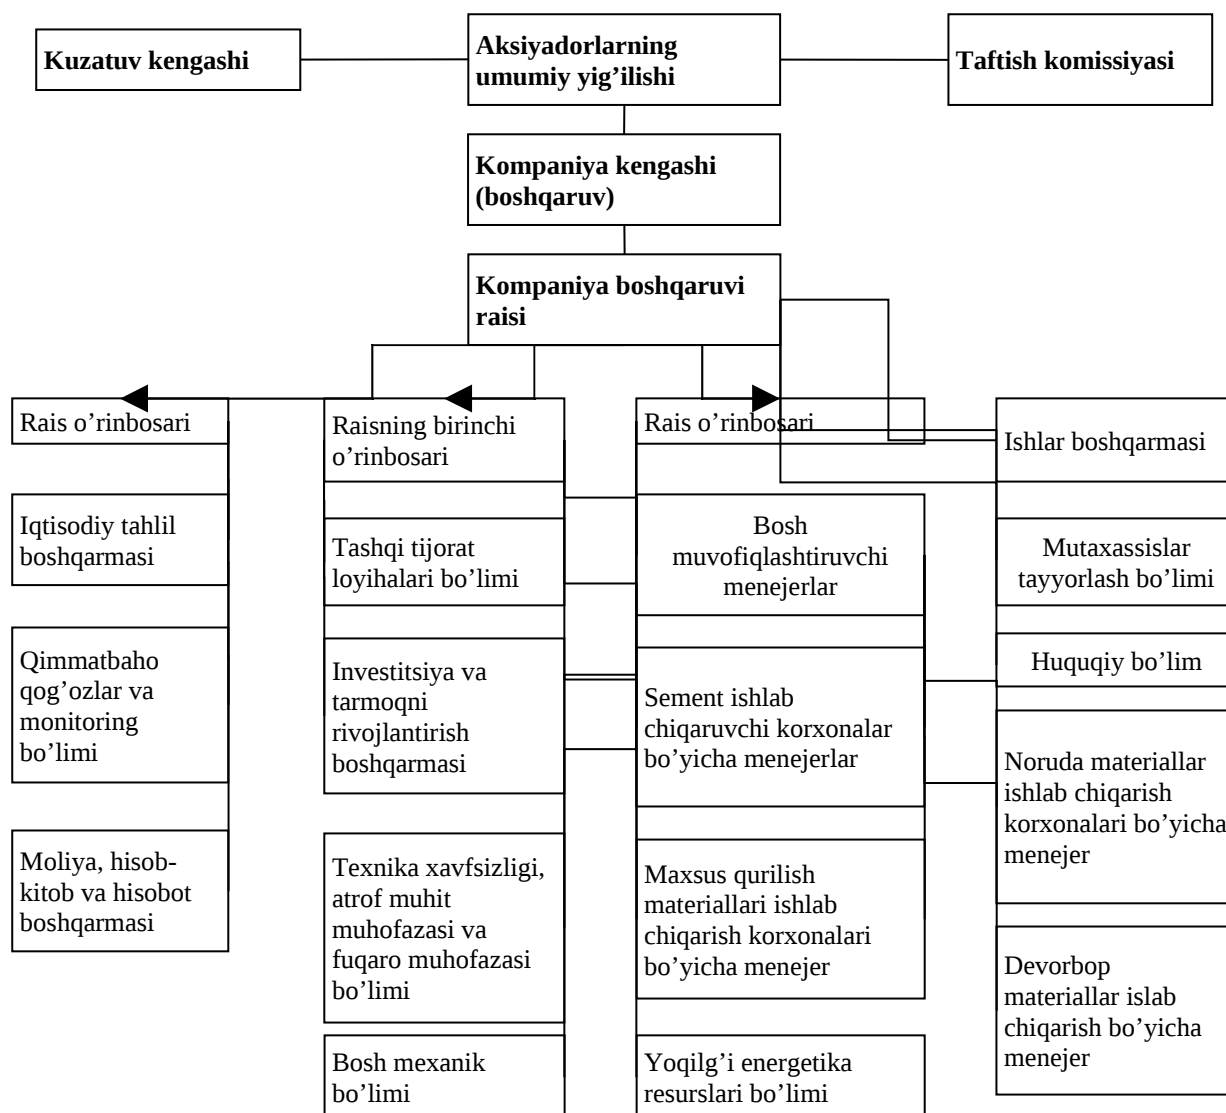 Kuzatuv kengashi
Aksiyadorlarning
umumiy yig’ilishi
Taftish komissiyasi
Kompaniya kengashi
(boshqaruv)
Kompaniya boshqaruvi
raisi
Rais o’rinbosari
Raisning birinchi
o’rinbosari
Rais o’rinbosari
Ishlar boshqarmasi
Iqtisodiy tahlil
boshqarmasi
Tashqi tijorat
loyihalari bo’limi
Bosh
muvofiqlashtiruvchi
menejerlar
Mutaxassislar
tayyorlash bo’limi
Qimmatbaho
qog’ozlar va
monitoring
bo’limi
Investitsiya va
tarmoqni
rivojlantirish
boshqarmasi
Sement ishlab
chiqaruvchi korxonalar
bo’yicha menejerlar
Huquqiy bo’lim
Noruda materiallar
ishlab chiqarish
korxonalari bo’yicha
menejer
Moliya, hisob-
kitob va hisobot
boshqarmasi
Texnika xavfsizligi,
atrof muhit
muhofazasi va
fuqaro muhofazasi
bo’limi
Maxsus qurilish
materiallari ishlab
chiqarish korxonalari
bo’yicha menejer
Devorbop
materiallar islab
chiqarish bo’yicha
menejer
Bosh mexanik
bo’limi
Yoqilg’i energetika
resurslari bo’limi